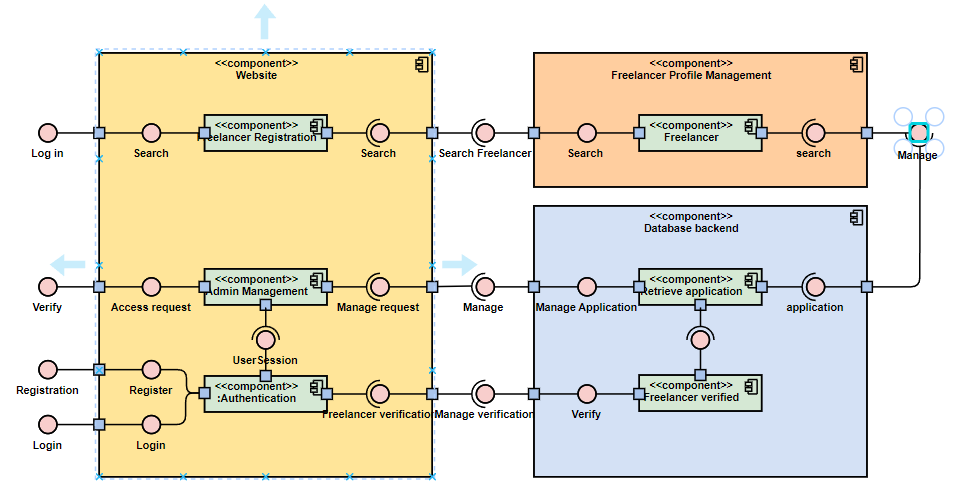 <<component>>
Website
<<component>>
Freelancer Profile Management
<<component>>
Freelancer Registration
<<component>>
Freelancer
Log in
Search
Search
Search Freelancer
Search
search
Manage
<<component>>
Database backend
<<component>>
Admin Management
<<component>>
Retrieve application
Verify
Access request
Manage request
Manage
Manage Application
application
UserSession
<<component>>
:Authentication
<<component>>
Freelancer verified
Registration
Register
Freelancer verification
Manage verification
Verify
Login
Login